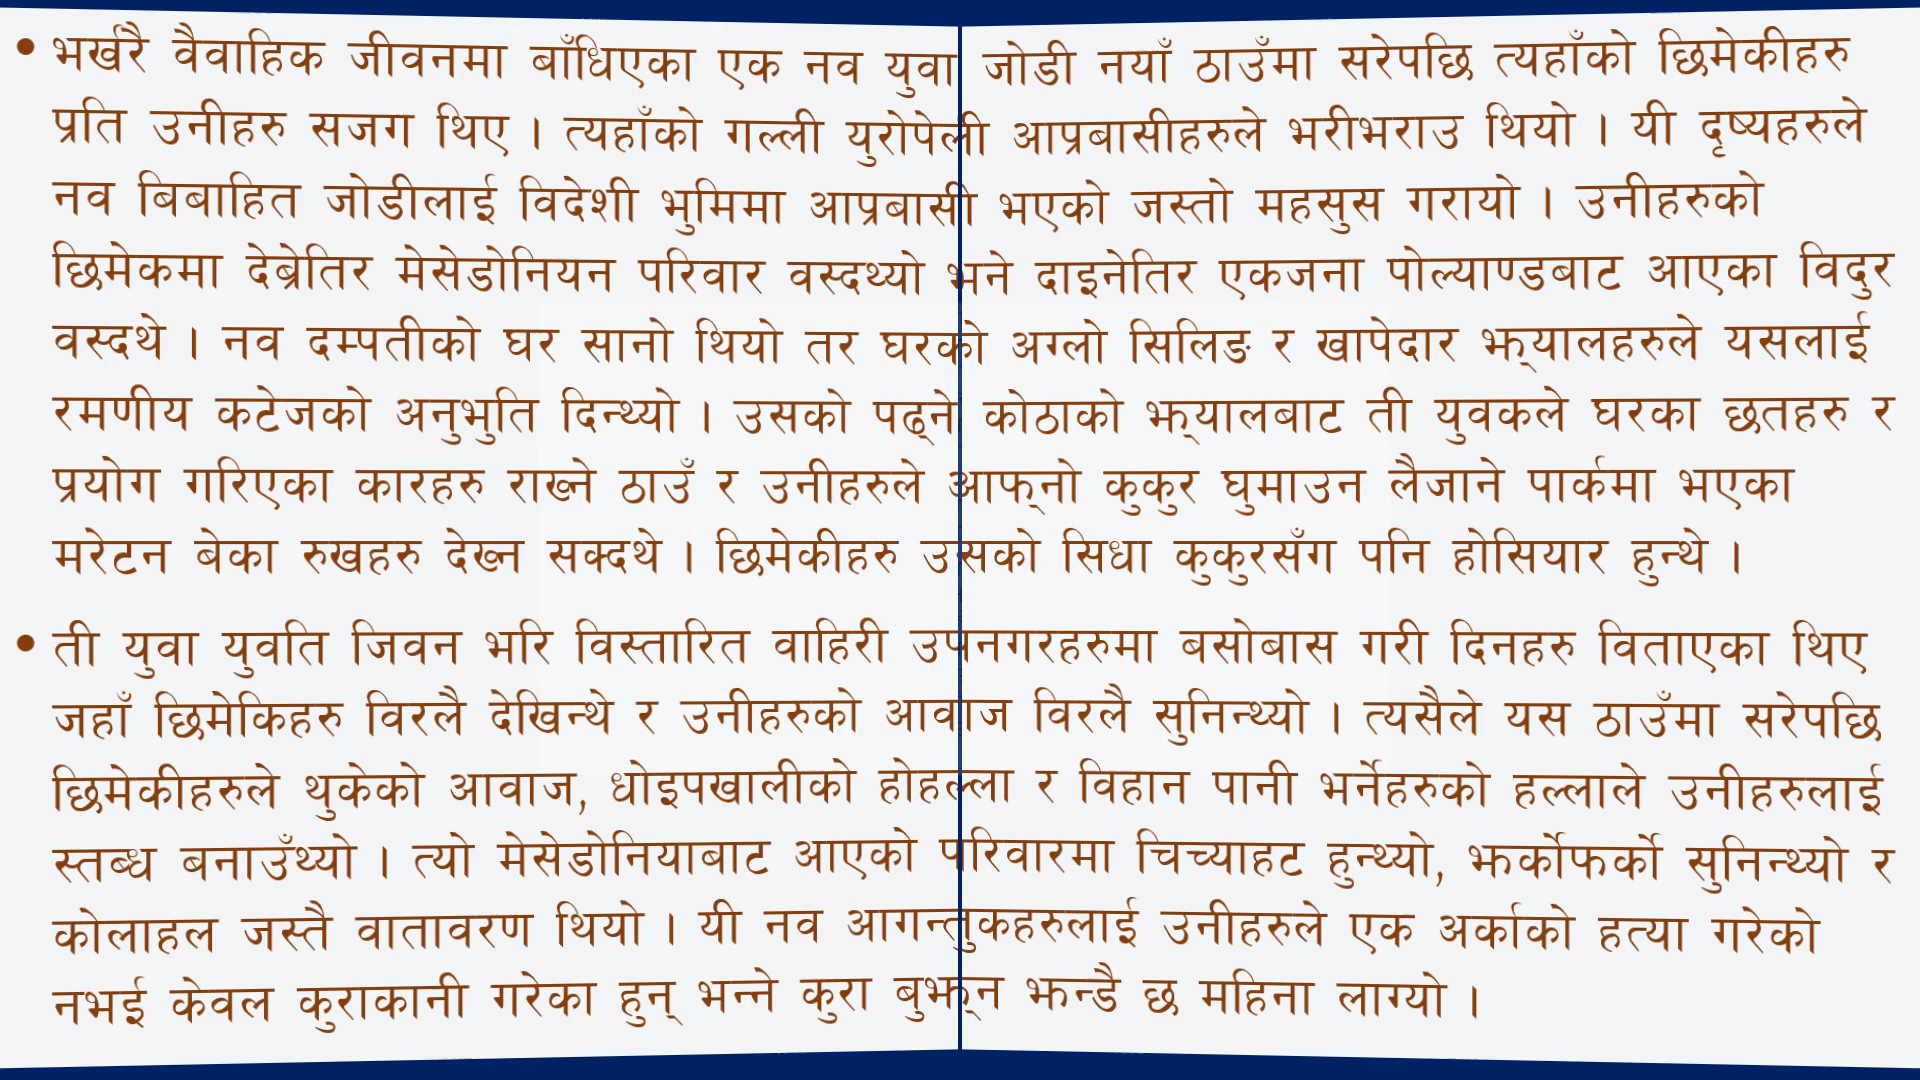 • भर्खरै वैवाहिक जीवनमा बाँधिएका एक नव युवा जोडी नयाँ ठाउँमा सरेपछि त्यहाँको छिमेकीहरु
प्रति उनीहरु सजग थिए । त्यहाँको गल्ली युरोपेली आप्रबासीहरुले भरीभराउ थियो । यी दृष्यहरुले
नव बिबाहित जोडीलाई विदेशी भुमिमा आप्रबासी भएको जस्तो महसुस गरायो । उनीहरुको
छिमेकमा देब्रेतिर मेसेडोनियन परिवार वस्दथ्यो भने दाइनेतिर एकजना पोल्याण्डबाट आएका विदुर
वस्दथे । नव दम्पतीको घर सानो थियो तर घरको अग्लो सिलिङ र खापेदार झ्यालहरुले यसलाई
रमणीय कटेजको अनुभुति दिन्थ्यो । उसको पढ्ने कोठाको झ्यालबाट ती युवकले घरका छतहरु र
प्रयोग गरिएका कारहरु राख्ने ठाउँ र उनीहरुले आफ्नो कुकुर घुमाउन लैजाने पार्कमा भएका
मरेटन बेका रुखहरु देख्न सक्दथे । छिमेकीहरु उसको सिधा कुकुरसँग पनि होसियार हुन्थे ।
• ती युवा युवति जिवन भरि विस्तारित वाहिरी उपनगरहरुमा बसोबास गरी दिनहरु विताएका थिए
जहाँ छिमेकिहरु विरलै देखिन्थे र उनीहरुको आवाज विरलै सुनिन्थ्यो । त्यसैले यस ठाउँमा सरेपछि
छिमेकीहरुले थुकेको आवाज, धोइपखालीको होहल्ला र विहान पानी भर्नेहरुको हल्लाले उनीहरुलाई
स्तब्ध बनाउँथ्यो । त्यो मेसेडोनियाबाट आएको परिवारमा चिच्याहट हुन्थ्यो, झर्कोफर्को सुनिन्थ्यो र
कोलाहल जस्तै वातावरण थियो । यी नव आगन्तुकहरुलाई उनीहरुले एक अर्काको हत्या गरेको
नभई केवल कुराकानी गरेका हुन् भन्ने कुरा बुझ्न झन्डै छ महिना लाग्यो ।